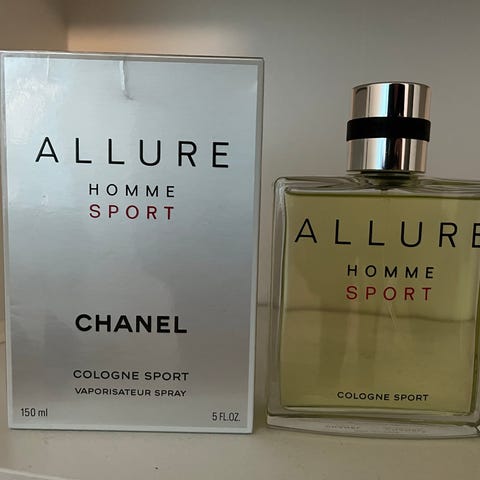 ALLURE
HOMME
SPORT
CHANEL
COLOGNE SPORT
VAPORISATEUR SPRAY
150 ml 5 FL.OZ.
ALLURE
HOMME
SPORT
COLOGNE SPORT